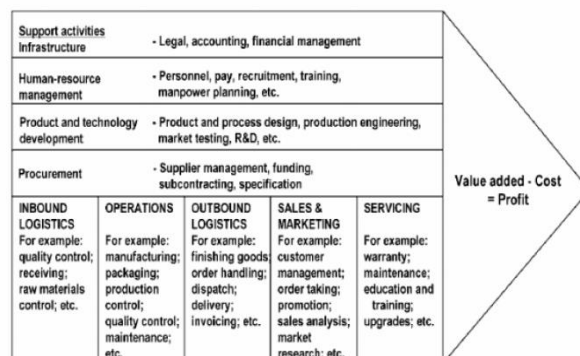 Support activities
Infrastructure - Legal, accounting, financial management
Human-resource - Personnel, pay, recruitment, training,
management manpower planning, etc.
Product and technology - Product and process design, production engineering,
development market testing, R&D, etc.
Procurement - Supplier management, funding,
subcontracting, specification
Value added - Cost
= Profit
INBOUND
LOGISTICS
For example:
quality control;
receiving;
raw materials
control; etc.
OPERATIONS
For example:
manufacturing;
packaging;
production
control;
quality control;
maintenance;
etc.
OUTBOUND
LOGISTICS
For example:
finishing goods;
order handling;
dispatch;
delivery;
invoicing; etc.
SALES &
MARKETING
For example:
customer
management;
order taking;
promotion;
sales analysis;
market
research; etc.
SERVICING
For example:
warranty;
maintenance;
education and
training;
upgrades; etc.